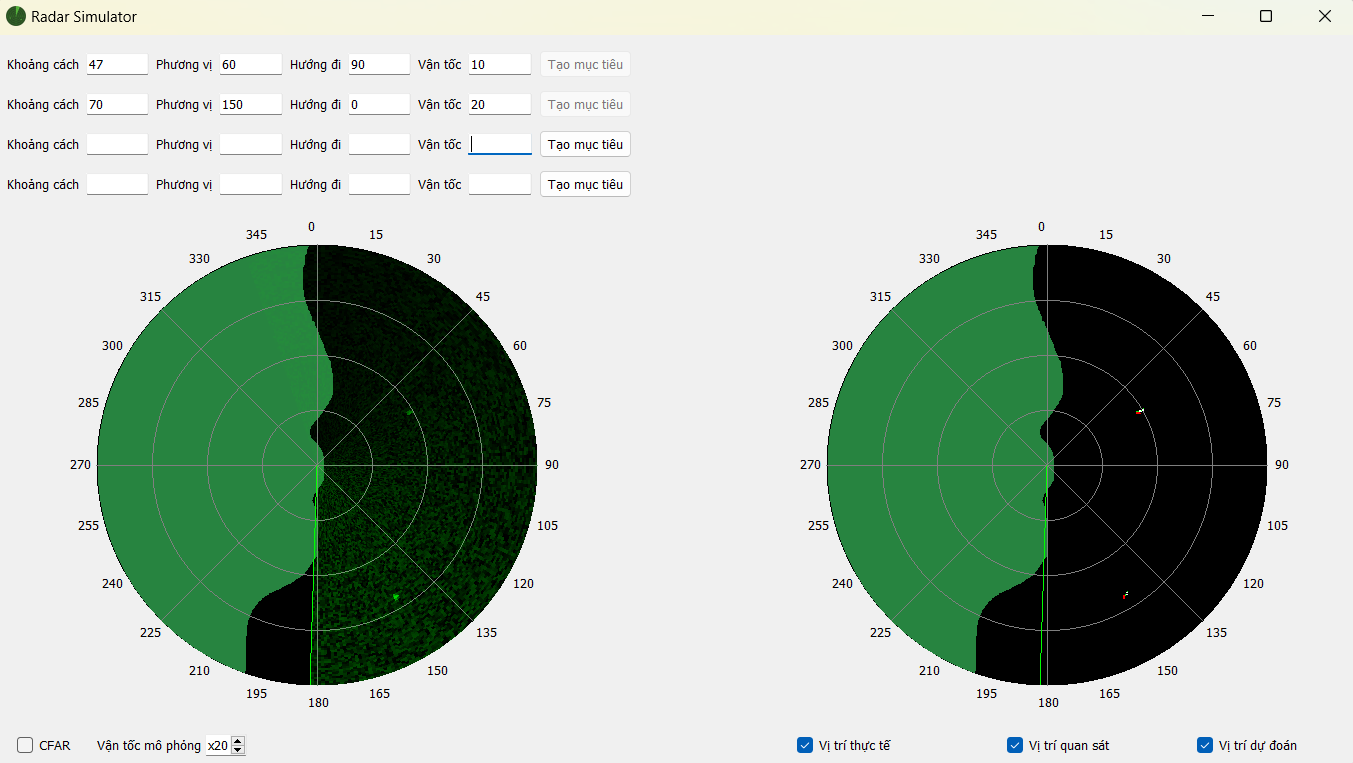 Radar Simulator
Khoảng cách 47 Phương vị 60 Hướng đi 90 Vận tốc 10 Tạo mục tiêu
Khoảng cách 70 Phương vị 150 Hướng đi 0 Vận tốc 20 Tạo mục tiêu
Khoảng cách Phương vị Hướng đi Vận tốc Tạo mục tiêu
Khoảng cách Phương vị Hướng đi Vận tốc Tạo mục tiêu
0 15 30 45 60 75 90 105 120 135 150 165 180 195 210 225 240 255 270 285 300 315 330 345
0 15 30 45 60 75 90 105 120 135 150 165 180 195 210 225 240 255 270 285 300 315 330 345
CFAR Vận tốc mô phỏng x20 Vị trí thực tế Vị trí quan sát Vị trí dự đoán